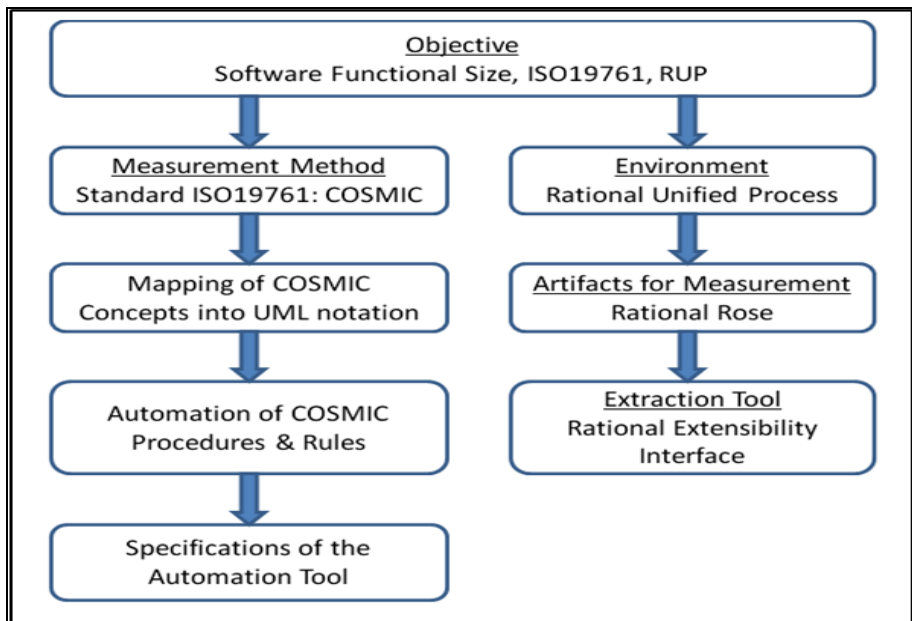 Objective
Software Functional Size, ISO19761, RUP
Measurement Method
Standard ISO19761: COSMIC
Mapping of COSMIC
Concepts into UML notation
Automation of COSMIC
Procedures & Rules
Specifications of the
Automation Tool
Environment
Rational Unified Process
Artifacts for Measurement
Rational Rose
Extraction Tool
Rational Extensibility
Interface